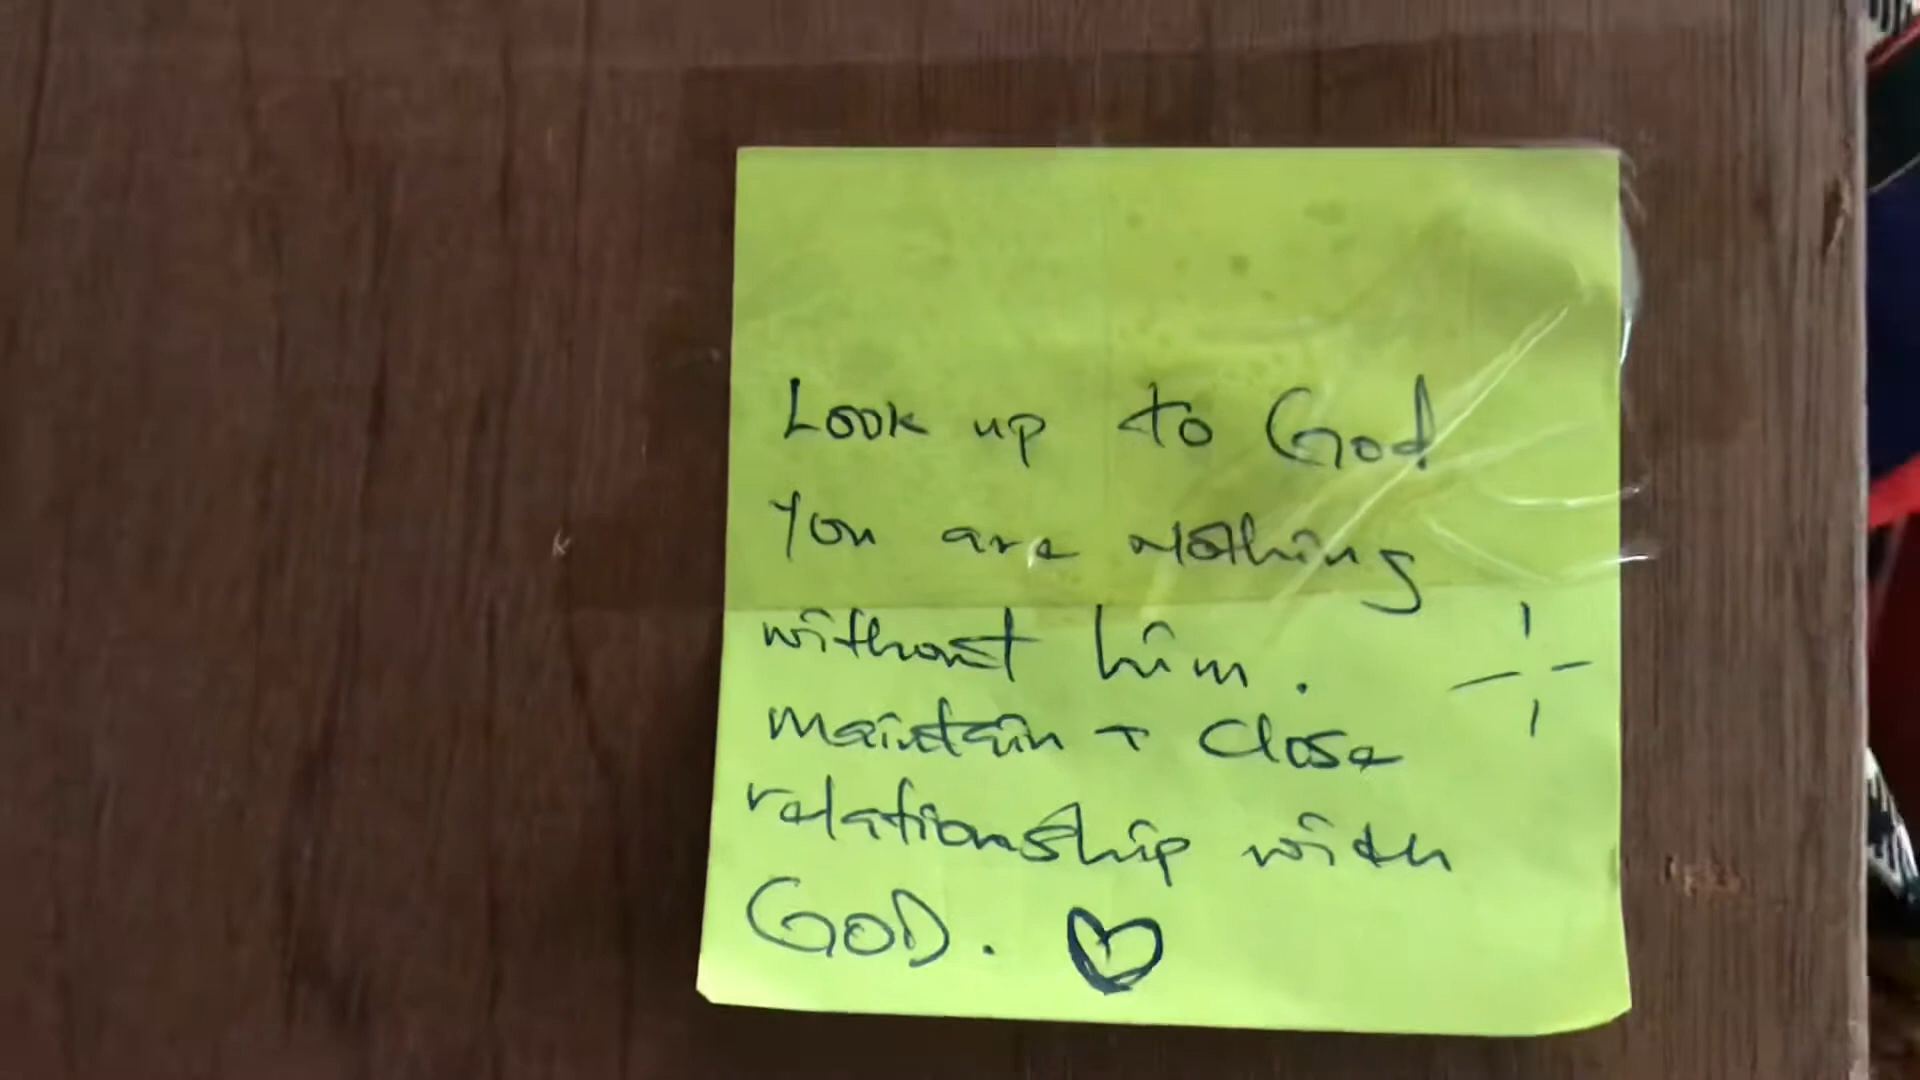 Look up to God
You are Nothing
without him.
maintain a close
relationship with
GOD.